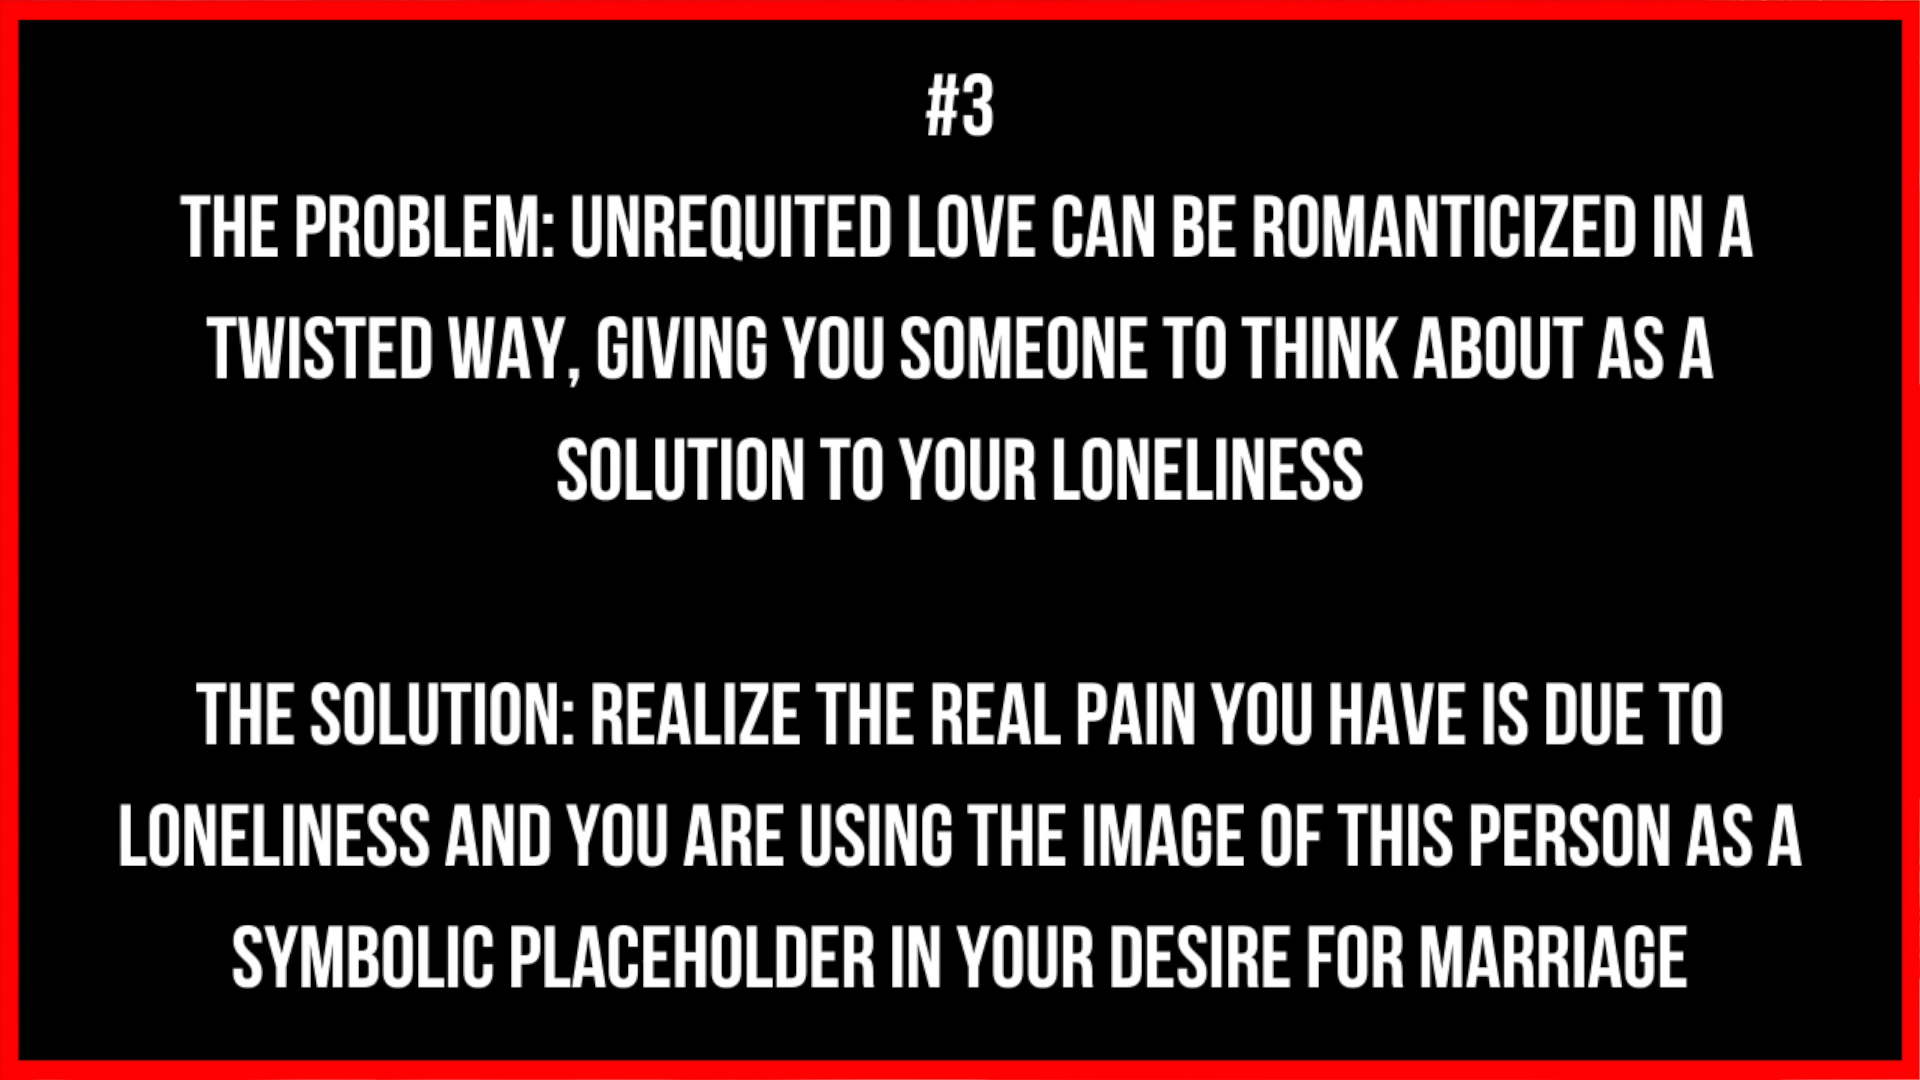 #3
THE PROBLEM: UNREQUITED LOVE CAN BE ROMANTICIZED IN A
TWISTED WAY, GIVING YOU SOMEONE TO THINK ABOUT AS A
SOLUTION TO YOUR LONELINESS
THE SOLUTION: REALIZE THE REAL PAIN YOU HAVE IS DUE TO
LONELINESS AND YOU ARE USING THE IMAGE OF THIS PERSON AS A
SYMBOLIC PLACEHOLDER IN YOUR DESIRE FOR MARRIAGE